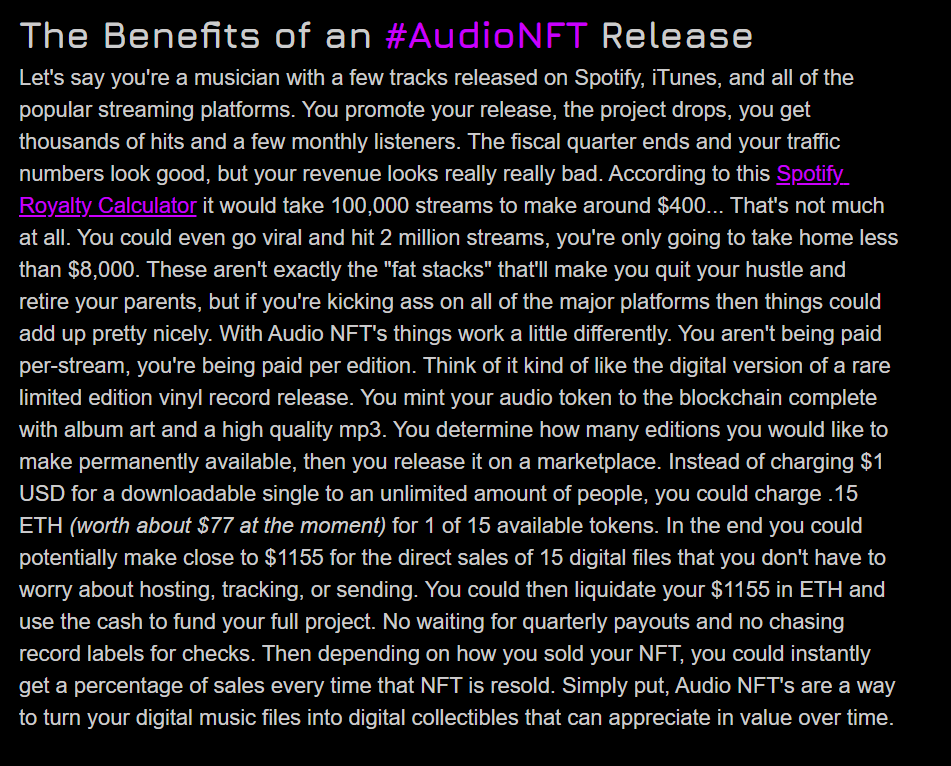 The Benefits of an #AudioNFT Release
Let's say you're a musician with a few tracks released on Spotify, iTunes, and all of the
popular streaming platforms. You promote your release, the project drops, you get
thousands of hits and a few monthly listeners. The fiscal quarter ends and your traffic
numbers look good, but your revenue looks really really bad. According to this Spotify
Royalty Calculator it would take 100,000 streams to make around $400... That's not much
at all. You could even go viral and hit 2 million streams, you're only going to take home less
than $8,000. These aren't exactly the "fat stacks" that'll make you quit your hustle and
retire your parents, but if you're kicking ass on all of the major platforms then things could
add up pretty nicely. With Audio NFT's things work a little differently. You aren't being paid
per-stream, you're being paid per edition. Think of it kind of like the digital version of a rare
limited edition vinyl record release. You mint your audio token to the blockchain complete
with album art and a high quality mp3. You determine how many editions you would like to
make permanently available, then you release it on a marketplace. Instead of charging $1
USD for a downloadable single to an unlimited amount of people, you could charge .15
ETH (worth about $77 at the moment) for 1 of 15 available tokens. In the end you could
potentially make close to $1155 for the direct sales of 15 digital files that you don't have to
worry about hosting, tracking, or sending. You could then liquidate your $1155 in ETH and
use the cash to fund your full project. No waiting for quarterly payouts and no chasing
record labels for checks. Then depending on how you sold your NFT, you could instantly
get a percentage of sales every time that NFT is resold. Simply put, Audio NFT's are a way
to turn your digital music files into digital collectibles that can appreciate in value over time.